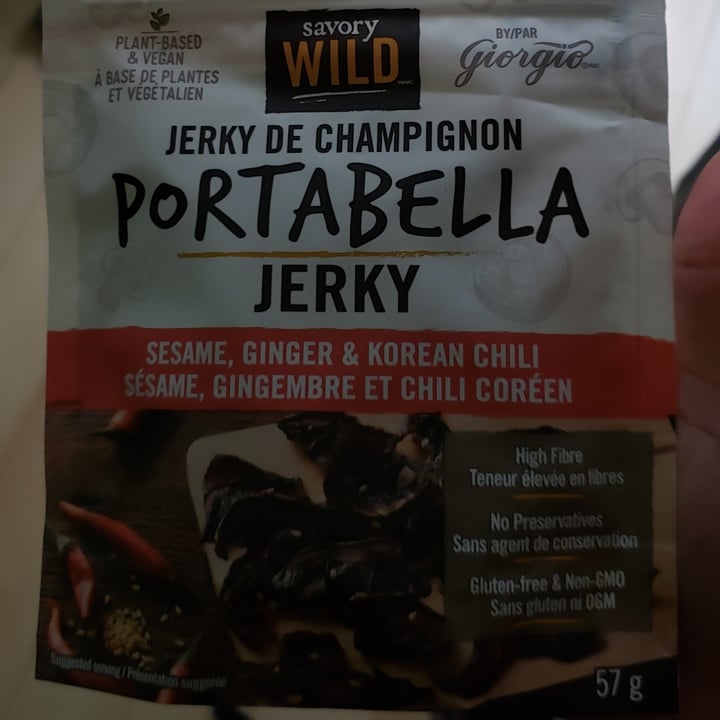 PLANT-BASED
& VEGAN
À BASE DE PLANTES
ET VÉGÉTALIEN
savory
WILD
BY/PAR
Giorgio
JERKY DE CHAMPIGNON
PORTABELLA
JERKY
SESAME, GINGER & KOREAN CHILI
SÉSAME, GINGEMBRE ET CHILI CORÉEN
High Fibre
Teneur élevée en fibres
No Preservatives
Sans agent de conservation
Gluten-free & Non-GMO
Sans gluten ni OGM
Suggested serving / Présentation suggérée
57 g